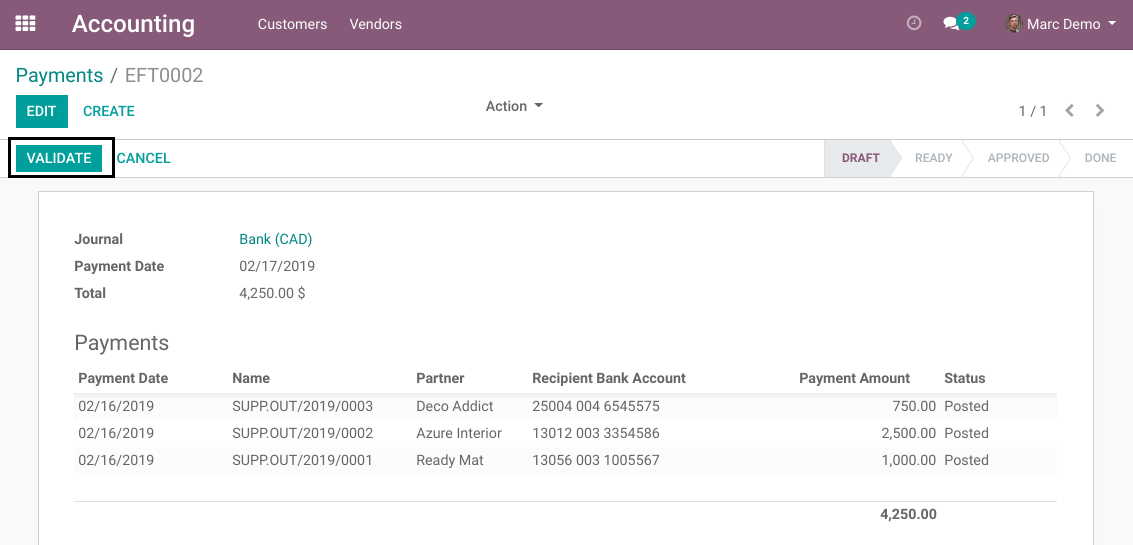 Accounting Customers Vendors 2 Marc Demo
Payments / EFT0002
EDIT CREATE Action 1 / 1
VALIDATE CANCEL DRAFT READY APPROVED DONE
Journal Bank (CAD)
Payment Date 02/17/2019
Total 4,250.00 $
Payments
Payment Date Name Partner Recipient Bank Account Payment Amount Status
02/16/2019 SUPP.OUT/2019/0003 Deco Addict 25004 004 6545575 750.00 Posted
02/16/2019 SUPP.OUT/2019/0002 Azure Interior 13012 003 3354586 2,500.00 Posted
02/16/2019 SUPP.OUT/2019/0001 Ready Mat 13056 003 1005567 1,000.00 Posted
4,250.00